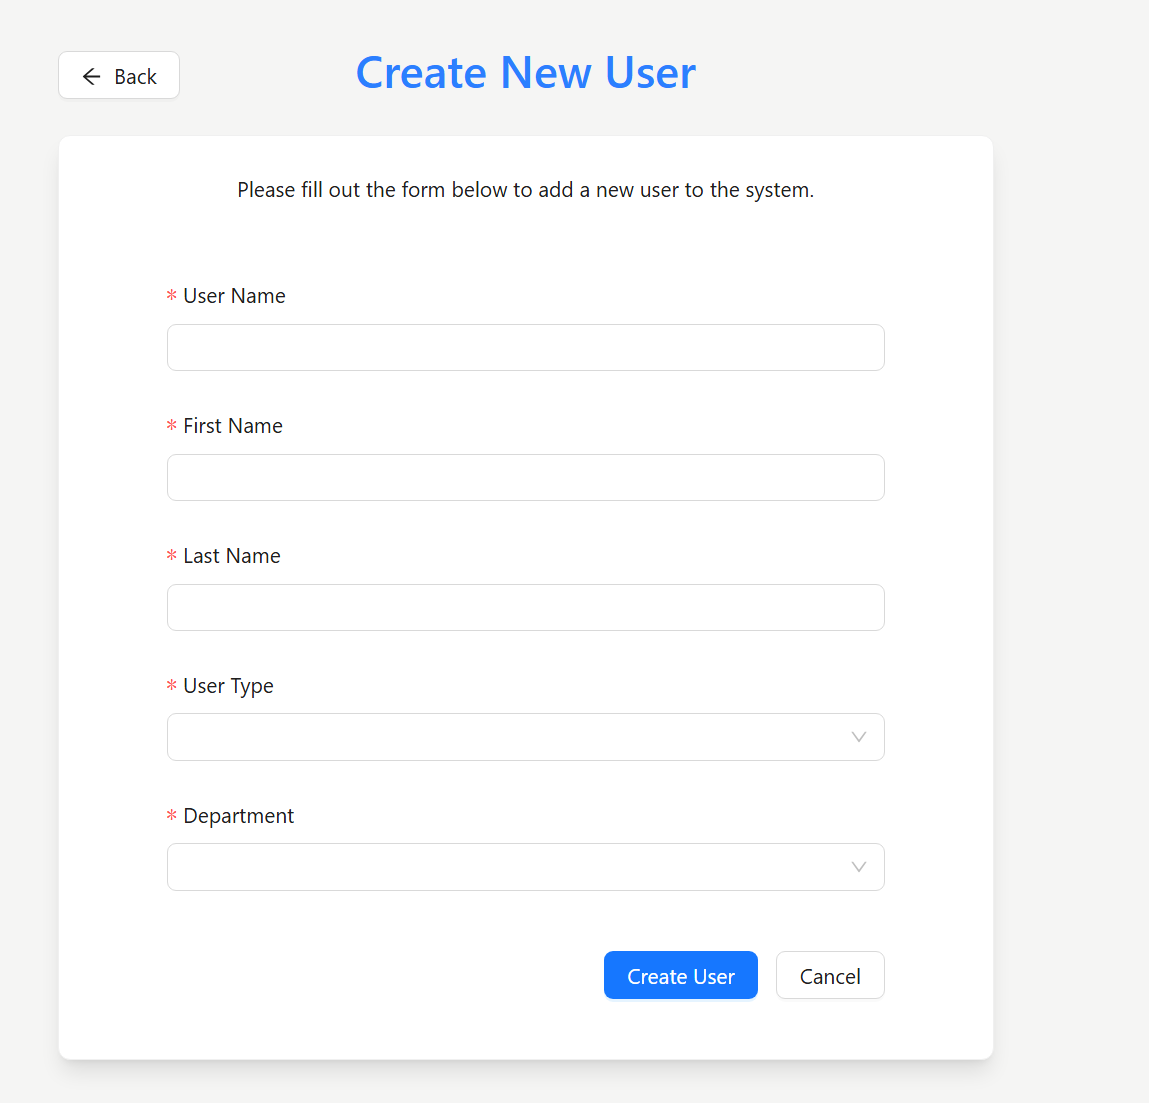 Back
Create New User
Please fill out the form below to add a new user to the system.
* User Name
* First Name
* Last Name
* User Type
* Department
Create User
Cancel